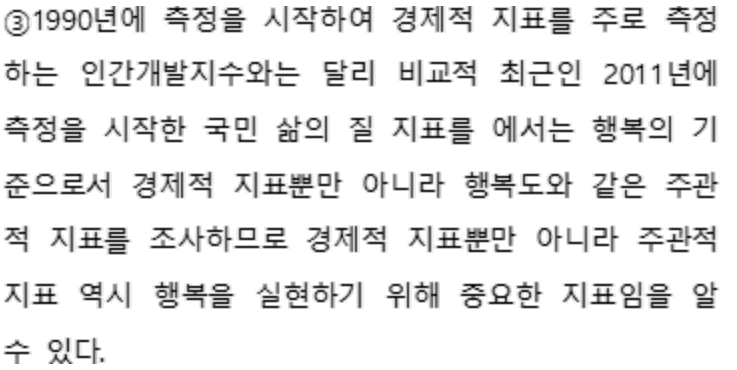 ③1990년에 측정을 시작하여 경제적 지표를 주로 측정
하는 인간개발지수와는 달리 비교적 최근인 2011년에
측정을 시작한 국민 삶의 질 지표를 에서는 행복의 기
준으로서 경제적 지표뿐만 아니라 행복도와 같은 주관
적 지표를 조사하므로 경제적 지표뿐만 아니라 주관적
지표 역시 행복을 실현하기 위해 중요한 지표임을 알
수 있다.